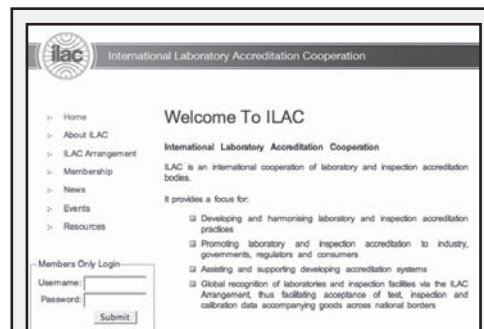 ilac
International Laboratory Accreditation Cooperation
Home
About ILAC
ILAC Arrangement
Membership
News
Events
Resources
Members Only Login
Username:
Password:
Submit
Welcome To ILAC
International Laboratory Accreditation Cooperation
ILAC is an international cooperation of laboratory and inspection accreditation
bodies.
It provides a focus for:
Developing and harmonising laboratory and inspection accreditation
practices
Promoting laboratory and inspection accreditation to industry,
governments, regulators and consumers
Assisting and supporting developing accreditation systems
Global recognition of laboratories and inspection facilities via the ILAC
Arrangement, thus facilitating acceptance of test, inspection and
calibration data accompanying goods across national borders